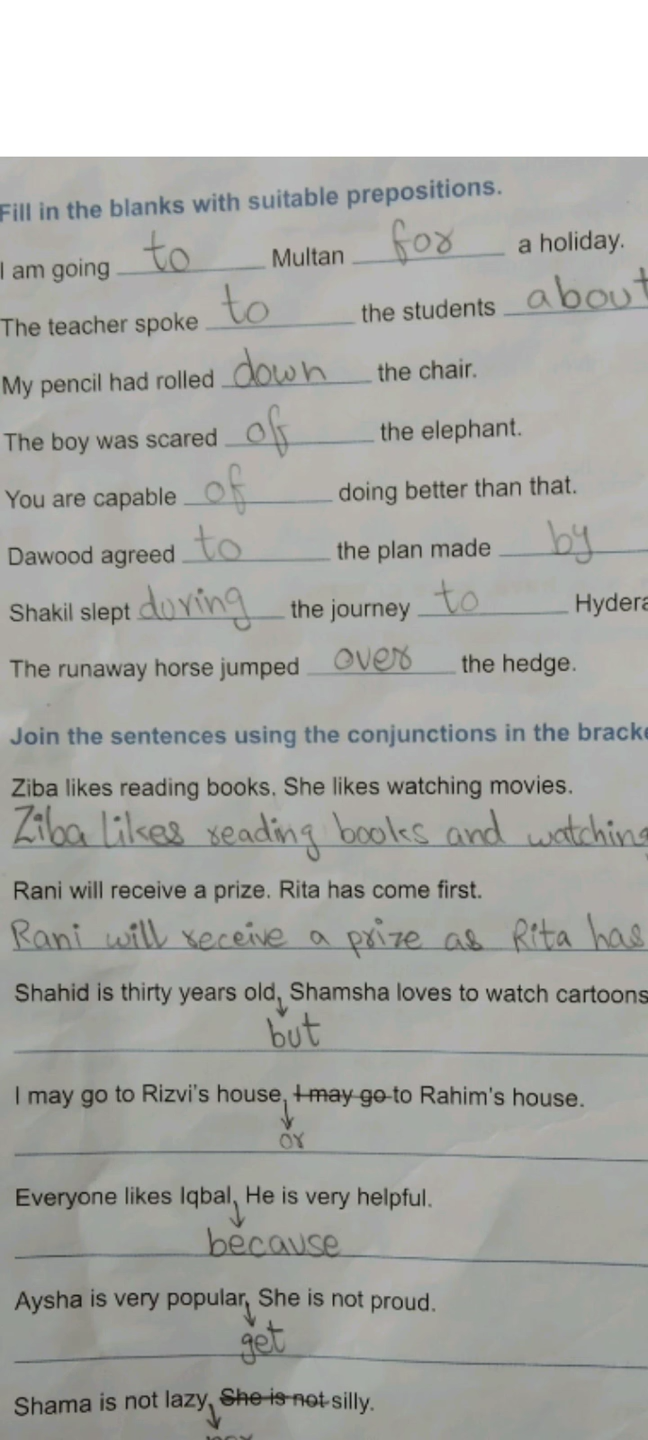 Fill in the blanks with suitable prepositions.
I am going to Multan for a holiday.
The teacher spoke to the students about
My pencil had rolled down the chair.
The boy was scared off the elephant.
You are capable of doing better than that.
Dawood agreed to the plan made by
Shakil slept during the journey to Hydera
The runaway horse jumped over the hedge.
Join the sentences using the conjunctions in the bracke
Ziba likes reading books. She likes watching movies.
Ziba likes reading books and watching
Rani will receive a prize. Rita has come first.
Rani will receive a prize as Rita has
Shahid is thirty years old, Shamsha loves to watch cartoons
but
I may go to Rizvi's house, I may go to Rahim's house.
or
Everyone likes Iqbal, He is very helpful.
because
Aysha is very popular, She is not proud.
get
Shama is not lazy, She is not silly.